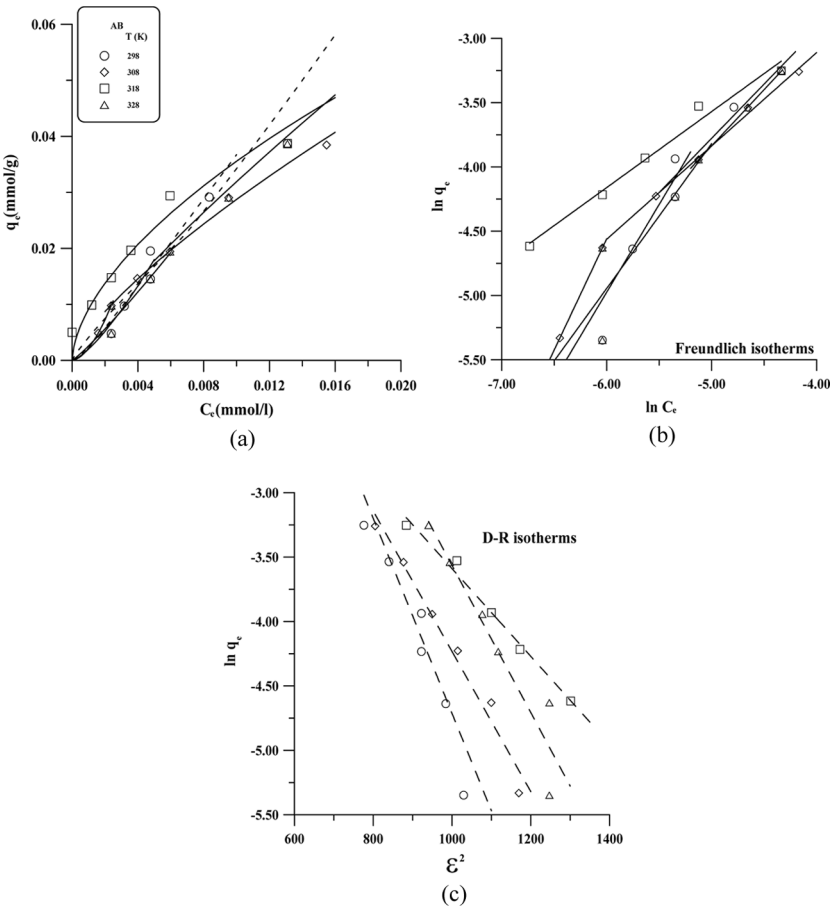 AB
T (K)
298
308
318
328
0.06
0.04
0.02
0.00
qe(mmol/g)
0.000 0.004 0.008 0.012 0.016 0.020
Ce(mmol/l)
(a)
-3.00
-3.50
-4.00
-4.50
-5.00
-5.50
ln qe
Freundlich isotherms
-7.00 -6.00 -5.00 -4.00
ln Ce
(b)
-3.00
-3.50
-4.00
-4.50
-5.00
-5.50
ln qe
D-R isotherms
600 800 1000 1200 1400
ε2
(c)